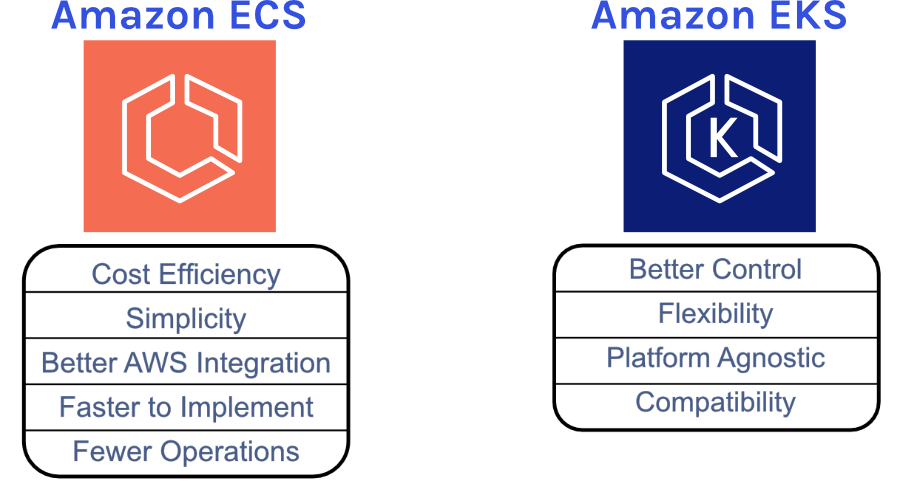 Amazon ECS
Cost Efficiency
Simplicity
Better AWS Integration
Faster to Implement
Fewer Operations
Amazon EKS
K
Better Control
Flexibility
Platform Agnostic
Compatibility